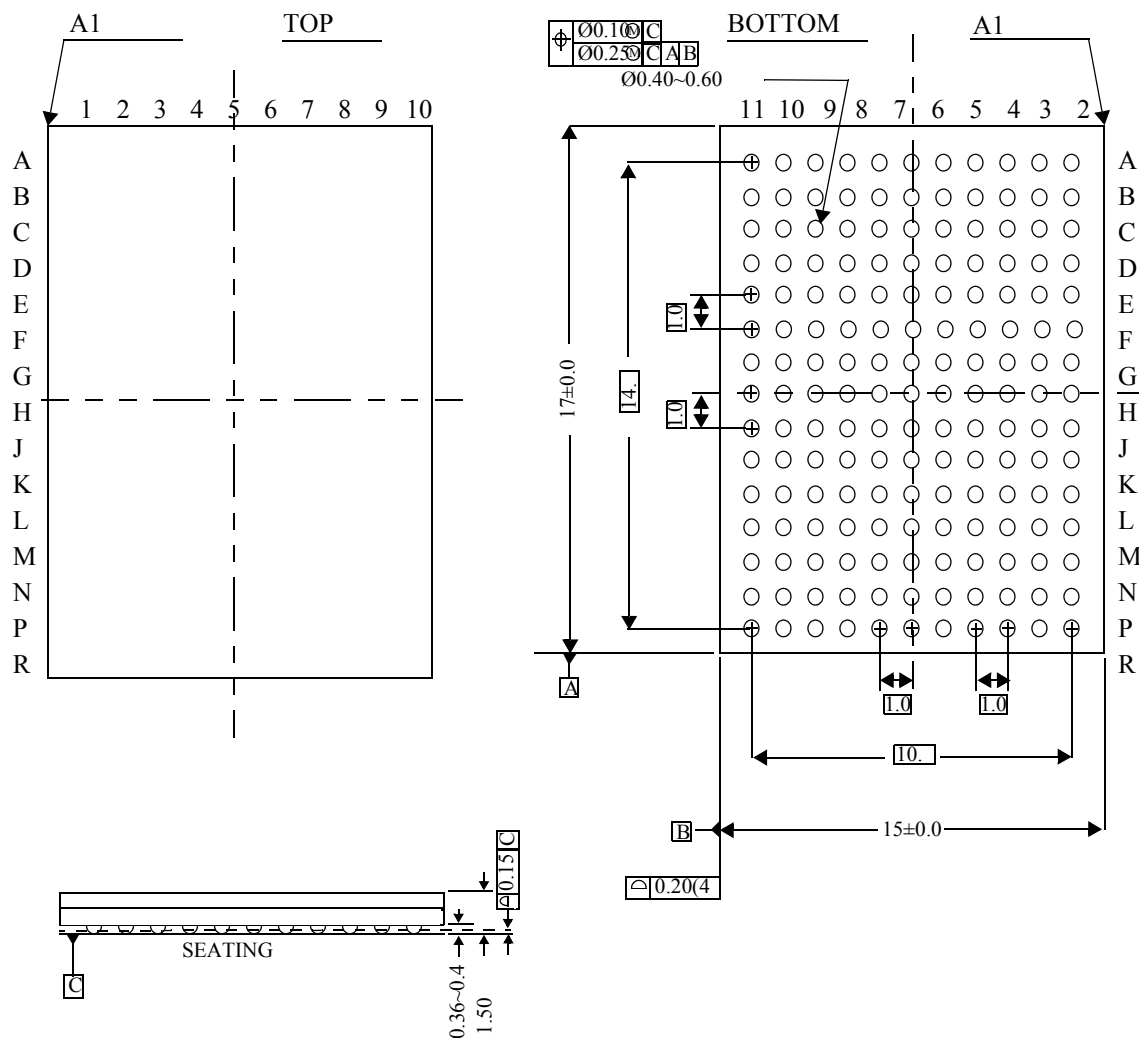 A1
TOP
1 2 3 4 5 6 7 8 9 10
A
B
C
D
E
F
G
H
J
K
L
M
N
P
R
Ø0.10Ⓜ C
Ø0.25Ⓜ C A B
Ø0.40~0.60
BOTTOM
A1
11 10 9 8 7 6 5 4 3 2
A
B
C
D
E
F
G
H
J
K
L
M
N
P
R
1.0
1.0
14.
17±0.0
A
1.0
1.0
10.
B
15±0.0
0.20(4
0.15 C
SEATING
C
0.36~0.4
1.50